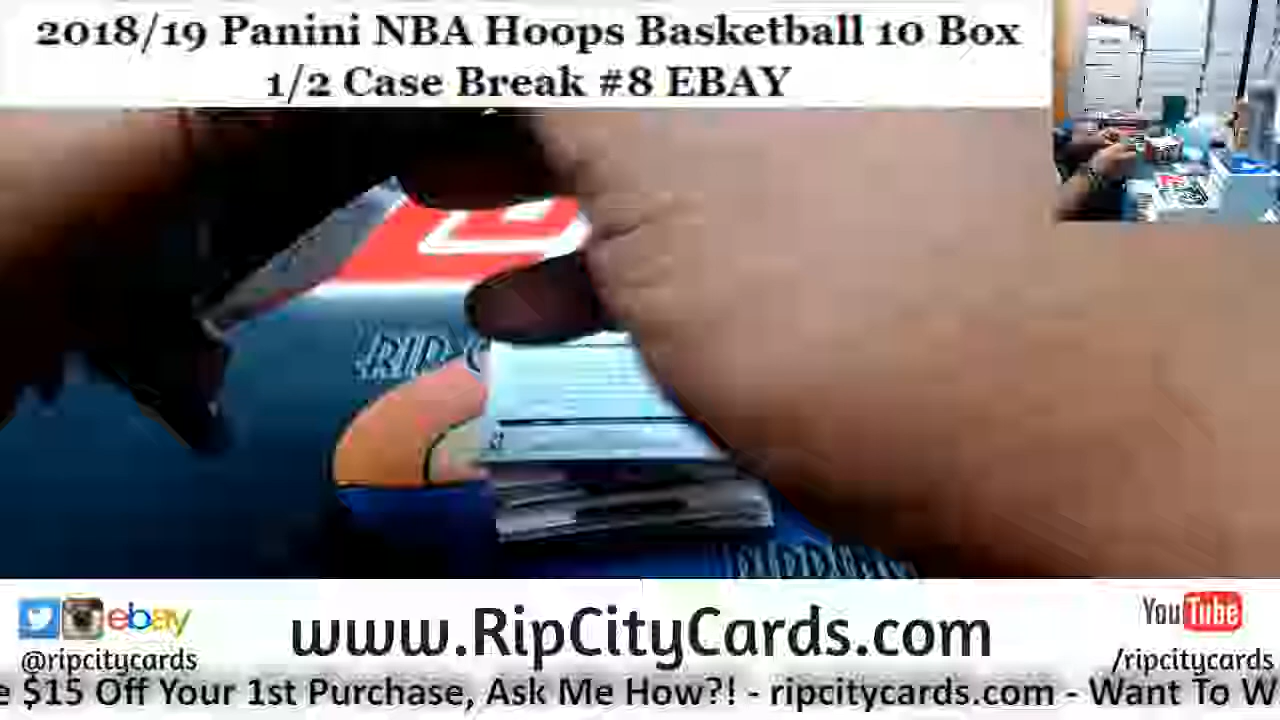 2018/19 Panini NBA Hoops Basketball 10 Box
1/2 Case Break #8 EBAY
RIP
ebay
www.RipCityCards.com
YouTube
@ripcitycards
/ripcitycards
e $15 Off Your 1st Purchase, Ask Me How?! - ripcitycards.com - Want To W